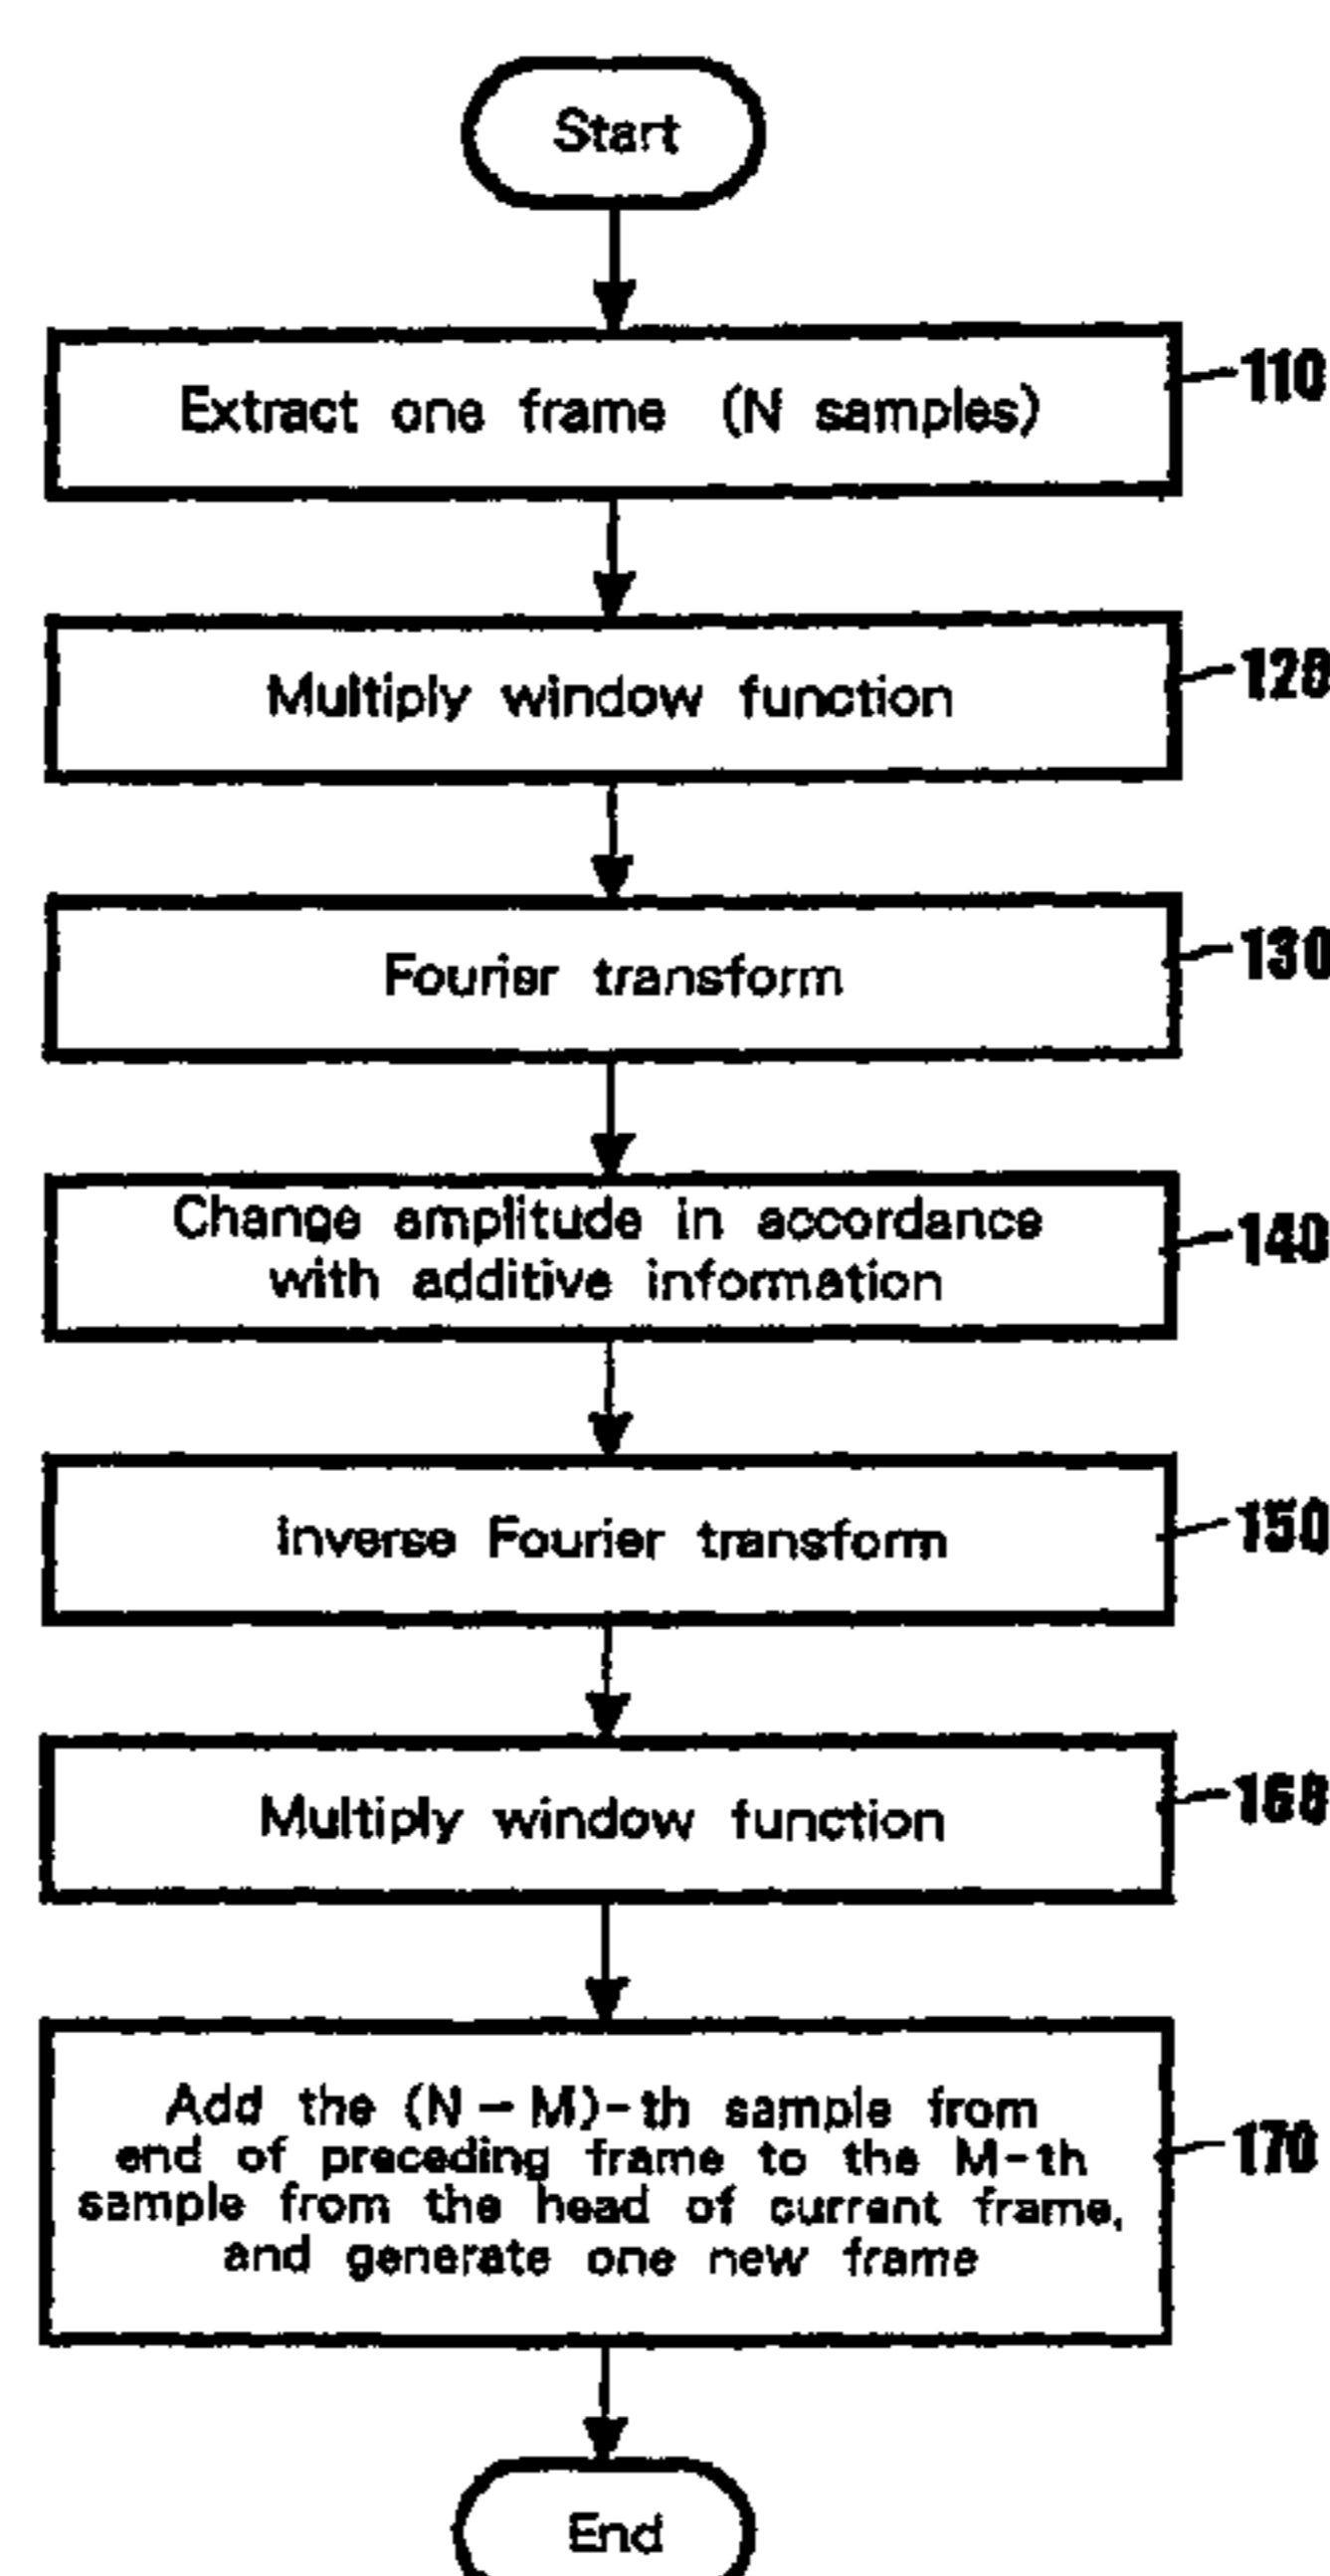 Start
Extract one frame (N samples)
110
Multiply window function
120
Fourier transform
130
Change amplitude in accordance
with additive information
140
Inverse Fourier transform
150
Multiply window function
160
Add the (N-M)-th sample from
end of preceding frame to the M-th
sample from the head of current frame,
and generate one new frame
170
End